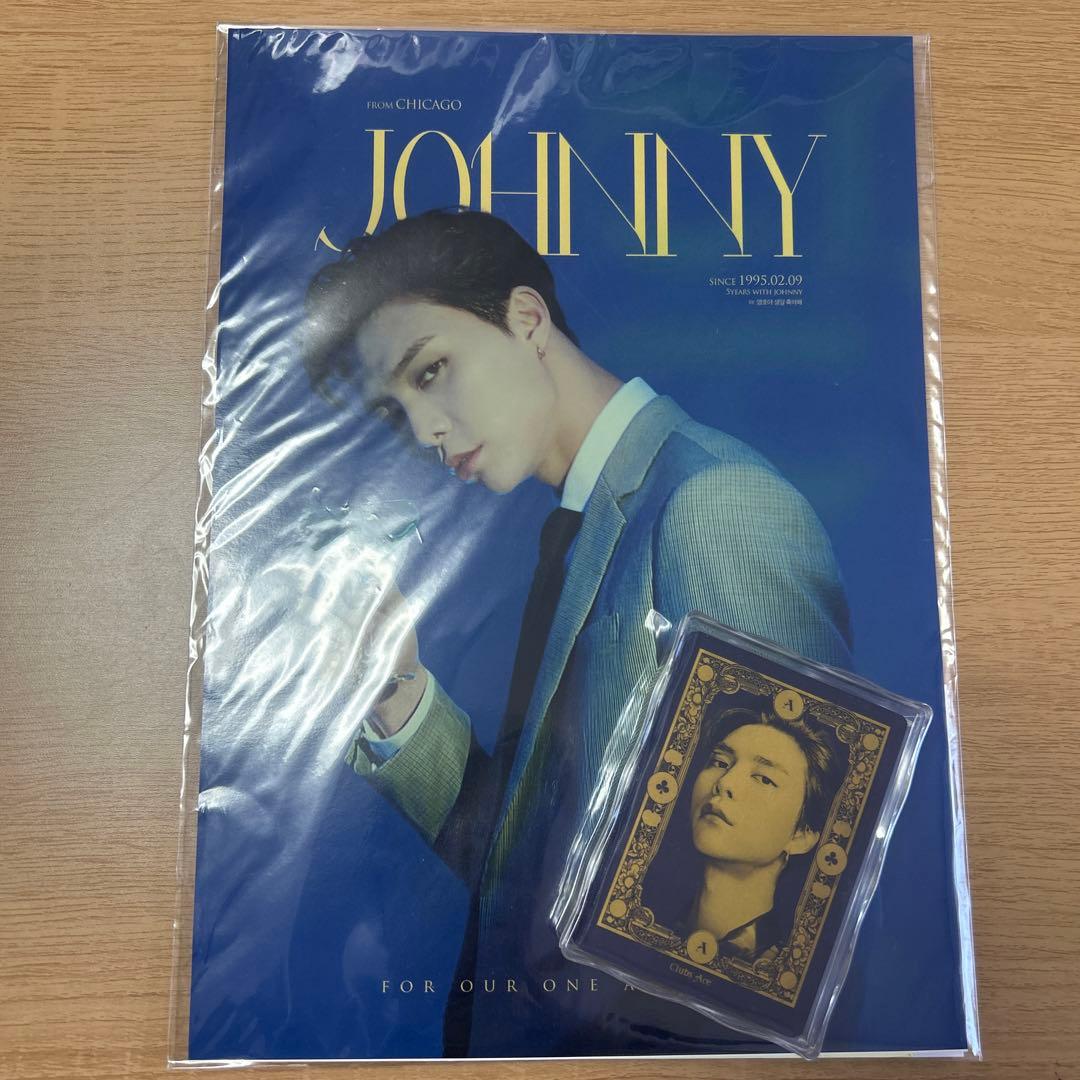 FROM CHICAGO
JOHNNY
SINCE 1995.02.09
5YEARS WITH JOHNNY
FOR OUR ONE A
A
A
Clubs Ace